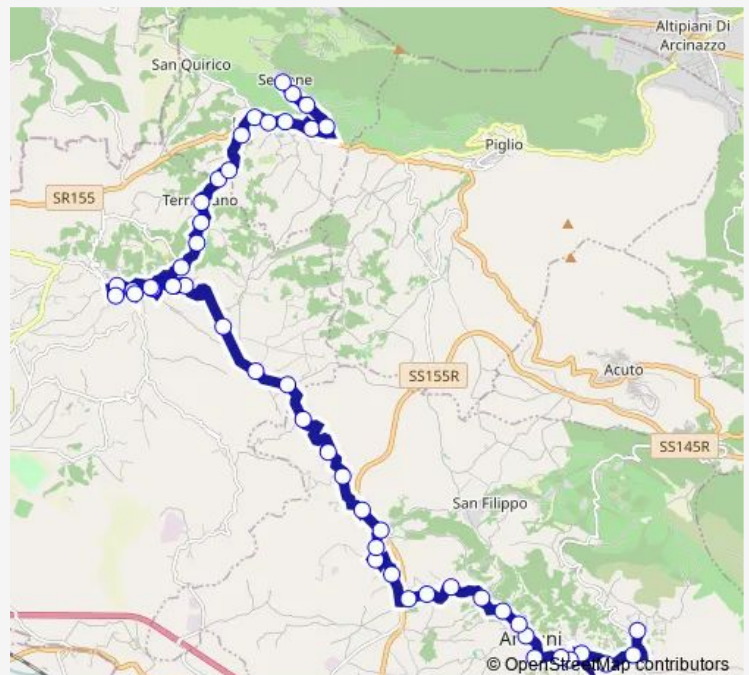 Altipiani Di
Arcinazzo
San Quirico
Piglio
SR155
SS155R
Acuto
SS145R
San Filippo
© OpenStreetMap contributors